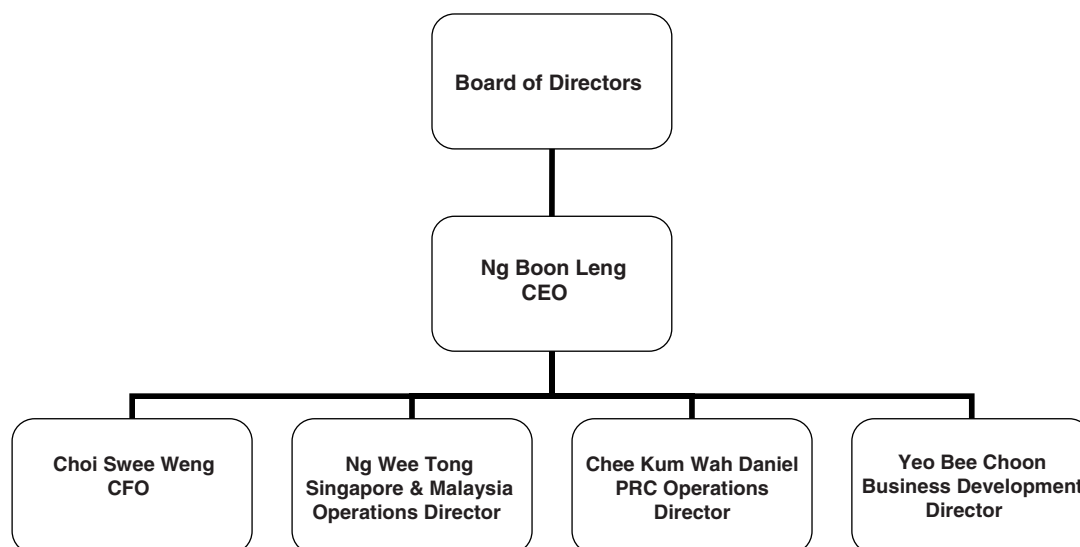 Board of Directors
Ng Boon Leng
CEO
Choi Swee Weng
CFO
Ng Wee Tong
Singapore & Malaysia
Operations Director
Chee Kum Wah Daniel
PRC Operations
Director
Yeo Bee Choon
Business Development
Director